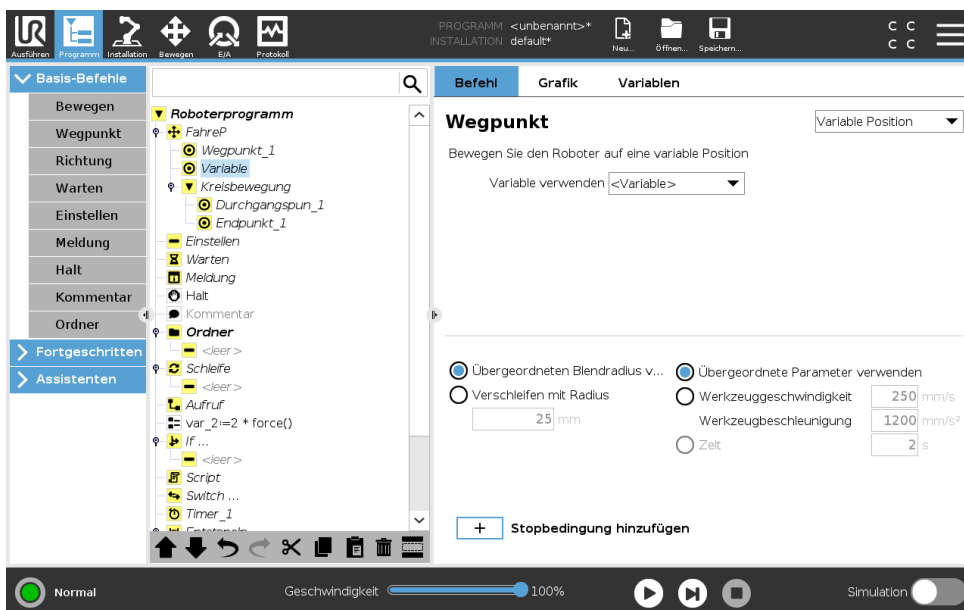 UR
PROGRAMM <unbenannt>*
INSTALLATION default*
Ausführen Programm Installation Bewegen E/A Protokoll
Neu... Öffnen... Speichern...
C C
C C
Basis-Befehle
Bewegen
Wegpunkt
Richtung
Warten
Einstellen
Meldung
Halt
Kommentar
Ordner
Fortgeschritten
Assistenten
Roboterprogramm
FahreP
Wegpunkt_1
Variable
Kreisbewegung
Durchgangspun_1
Endpunkt_1
Einstellen
Warten
Meldung
Halt
Kommentar
Ordner
<leer>
Schleife
<leer>
Aufruf
var_2:=2 * force()
If ...
<leer>
Script
Switch ...
Timer_1
Befehl Grafik Variablen
Wegpunkt
Variable Position
Bewegen Sie den Roboter auf eine variable Position
Variable verwenden <Variable>
Übergeordneten Blendradius v...
Verschleifen mit Radius
25 mm
Übergeordnete Parameter verwenden
Werkzeuggeschwindigkeit 250 mm/s
Werkzeugbeschleunigung 1200 mm/s²
Zeit 2 s
+ Stopbedingung hinzufügen
Normal
Geschwindigkeit 100%
Simulation